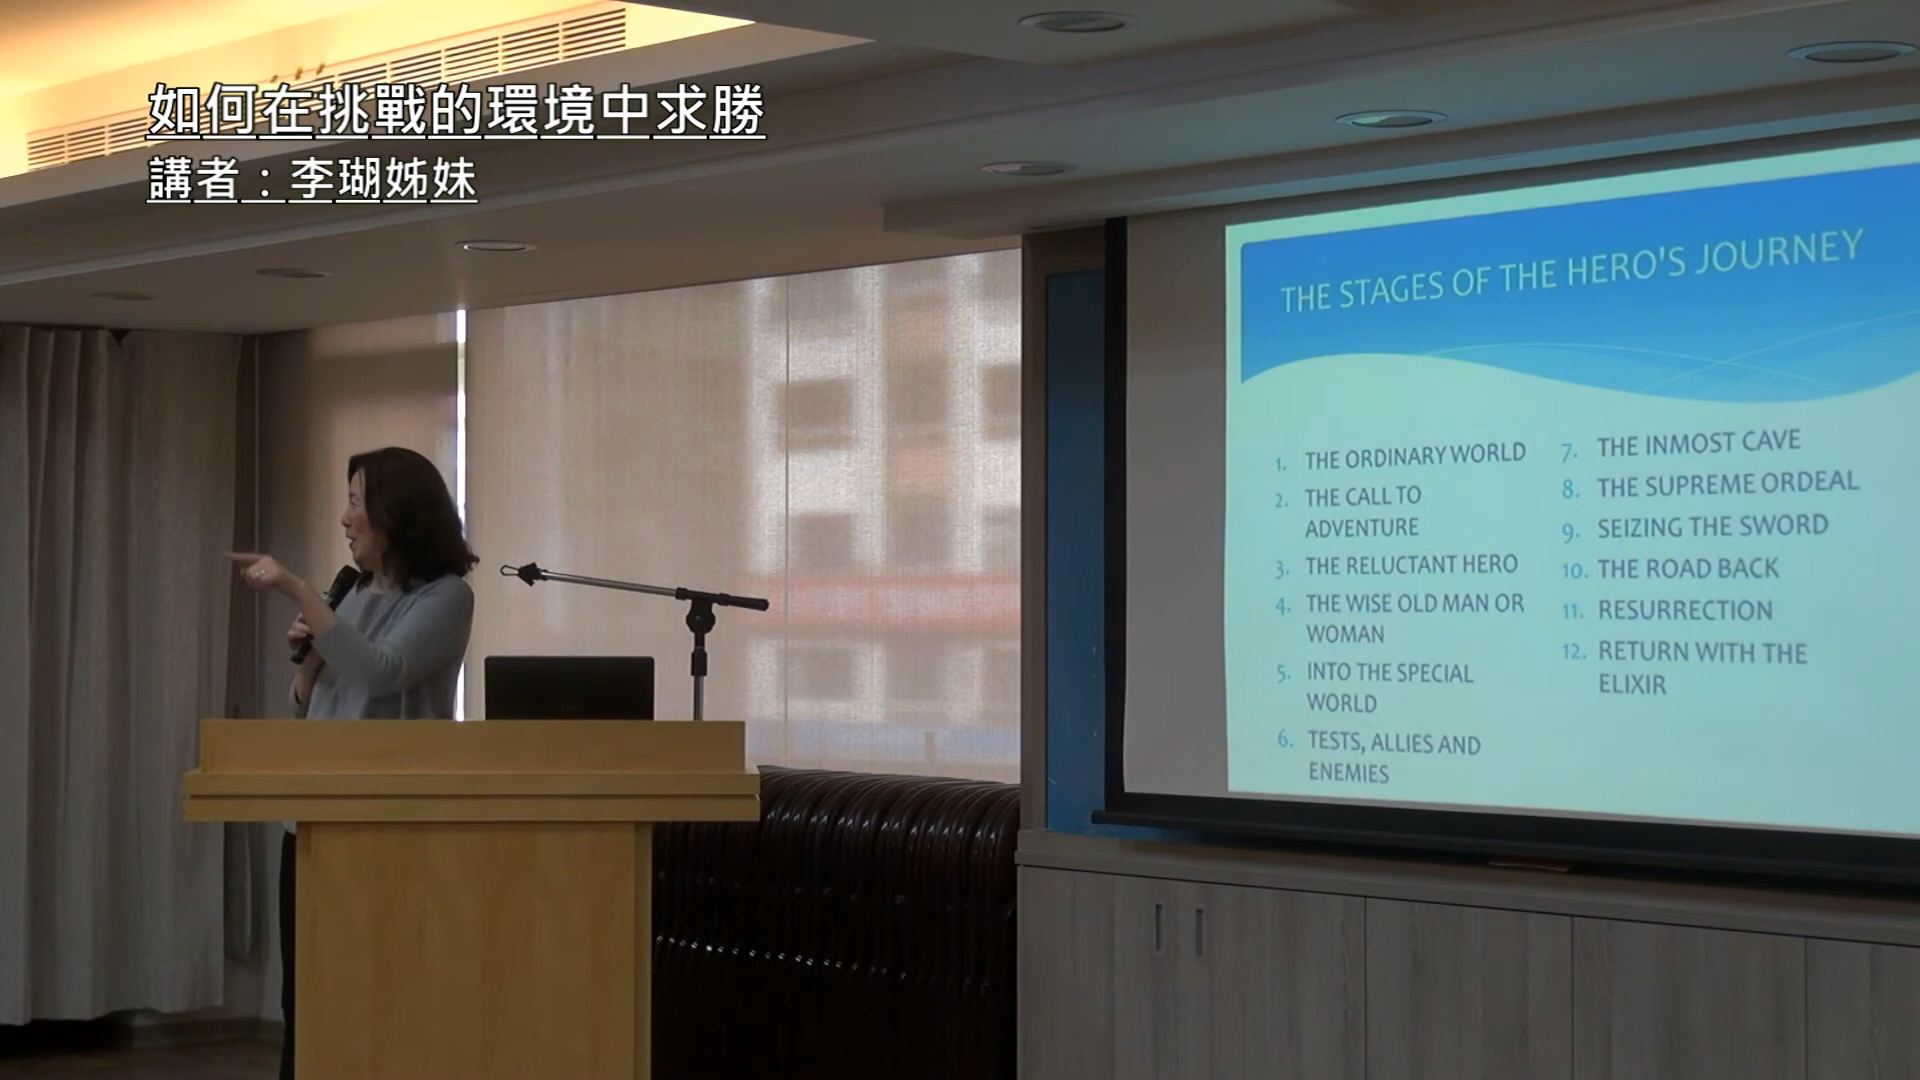 如何在挑戰的環境中求勝
講者：李瑚姊妹
THE STAGES OF THE HERO'S JOURNEY
1. THE ORDINARY WORLD
2. THE CALL TO
ADVENTURE
3. THE RELUCTANT HERO
4. THE WISE OLD MAN OR
WOMAN
5. INTO THE SPECIAL
WORLD
6. TESTS, ALLIES AND
ENEMIES
7. THE INMOST CAVE
8. THE SUPREME ORDEAL
9. SEIZING THE SWORD
10. THE ROAD BACK
11. RESURRECTION
12. RETURN WITH THE
ELIXIR